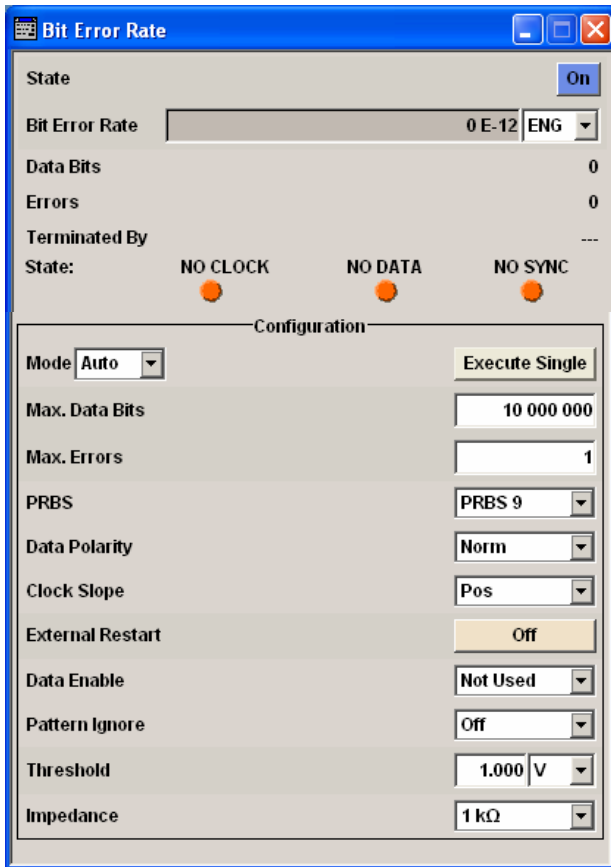 Bit Error Rate
State On
Bit Error Rate 0 E-12 ENG
Data Bits 0
Errors 0
Terminated By ---
State: NO CLOCK NO DATA NO SYNC
Configuration
Mode Auto Execute Single
Max. Data Bits 10 000 000
Max. Errors 1
PRBS PRBS 9
Data Polarity Norm
Clock Slope Pos
External Restart Off
Data Enable Not Used
Pattern Ignore Off
Threshold 1.000 V
Impedance 1 kΩ